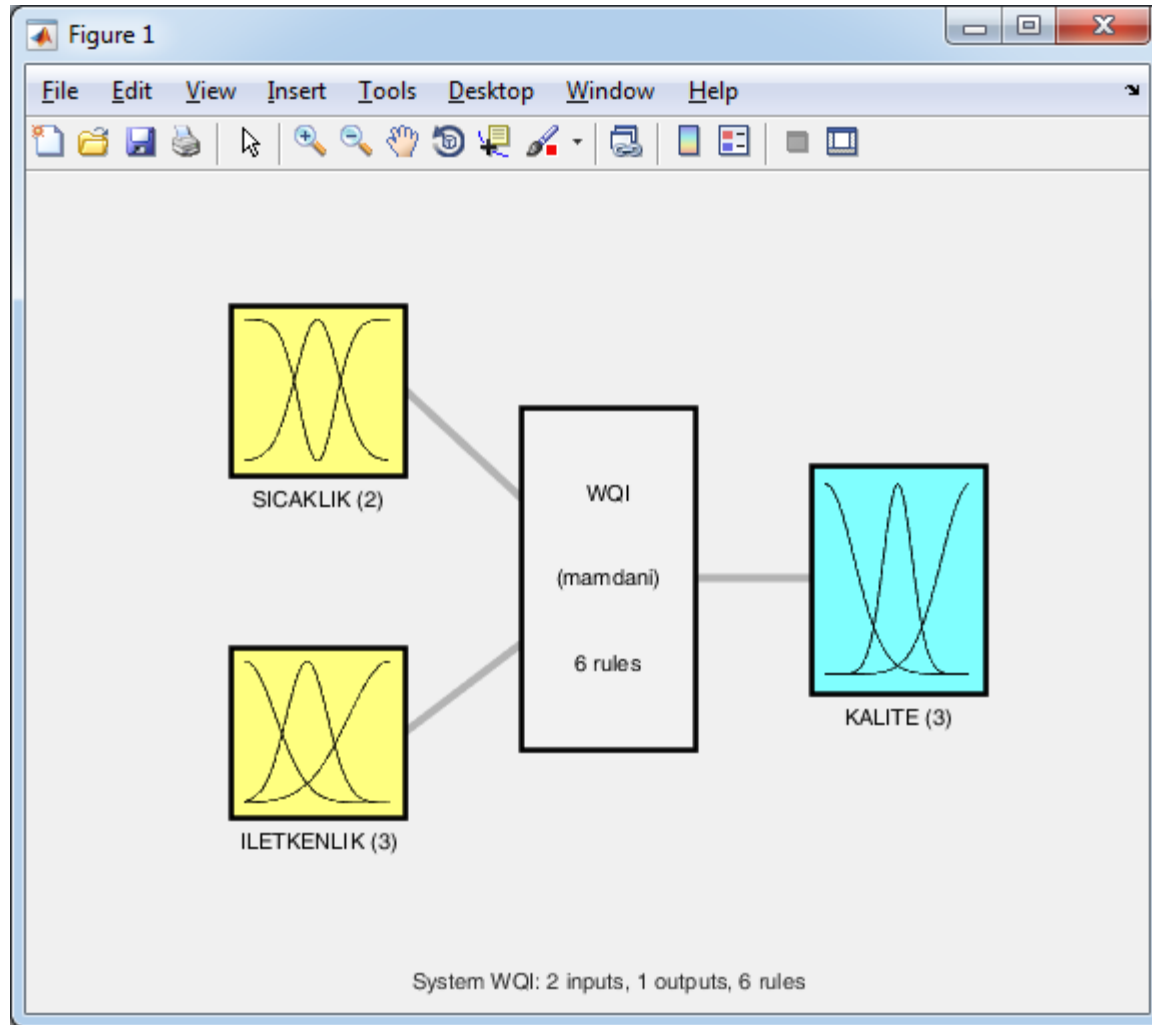 Figure 1
File Edit View Insert Tools Desktop Window Help
SICAKLIK (2)
WQI
(mamdani)
6 rules
KALITE (3)
ILETKENLIK (3)
System WQI: 2 inputs, 1 outputs, 6 rules